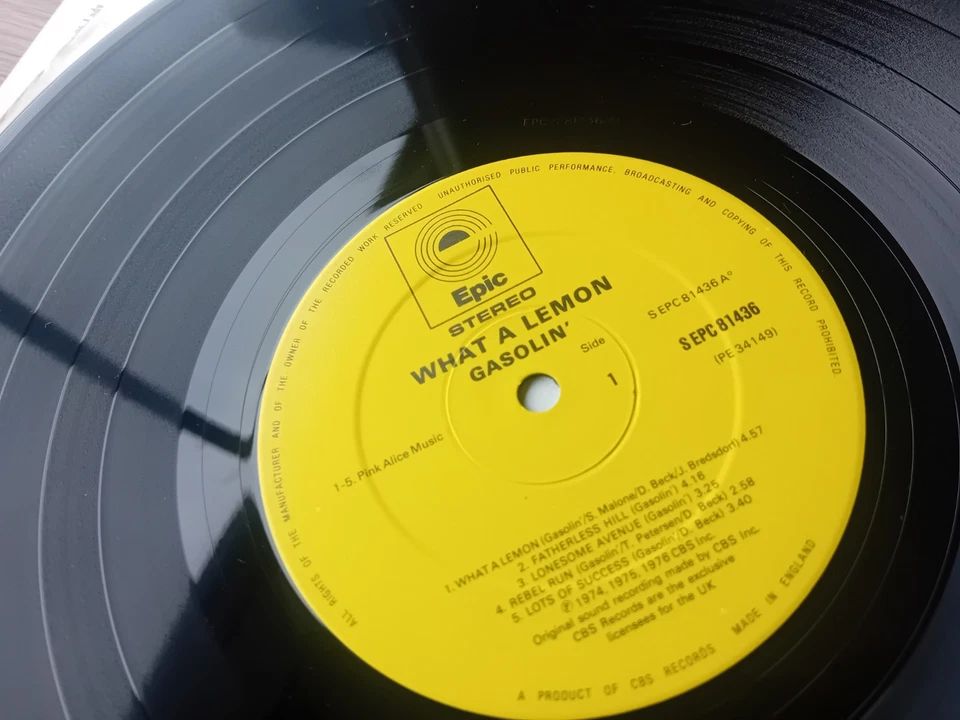 ALL RIGHTS OF THE MANUFACTURER AND OF THE OWNER OF THE RECORDED WORK RESERVED UNAUTHORISED PUBLIC PERFORMANCE, BROADCASTING AND COPYING OF THIS RECORD PROHIBITED.
Epic
STEREO
WHAT A LEMON
GASOLIN'
Side
1
S EPC 81436 A°
S EPC 81436
(PE 34149)
1-5. Pink Alice Music
1. WHAT A LEMON (Gasolin'/S. Malone/D. Beck/J. Bredsdorf) 4.57
2. FATHERLESS HILL (Gasolin') 4.16
3. LONESOME AVENUE (Gasolin') 3.25
4. REBEL RUN (Gasolin'/T. Petersen/D. Beck) 2.58
5. LOTS OF SUCCESS (Gasolin'/D. Beck) 3.40
℗ 1974, 1975, 1976 CBS Inc.
Original sound recording made by CBS Inc.
CBS Records are the exclusive
licensees for the UK
A PRODUCT OF CBS RECORDS MADE IN ENGLAND